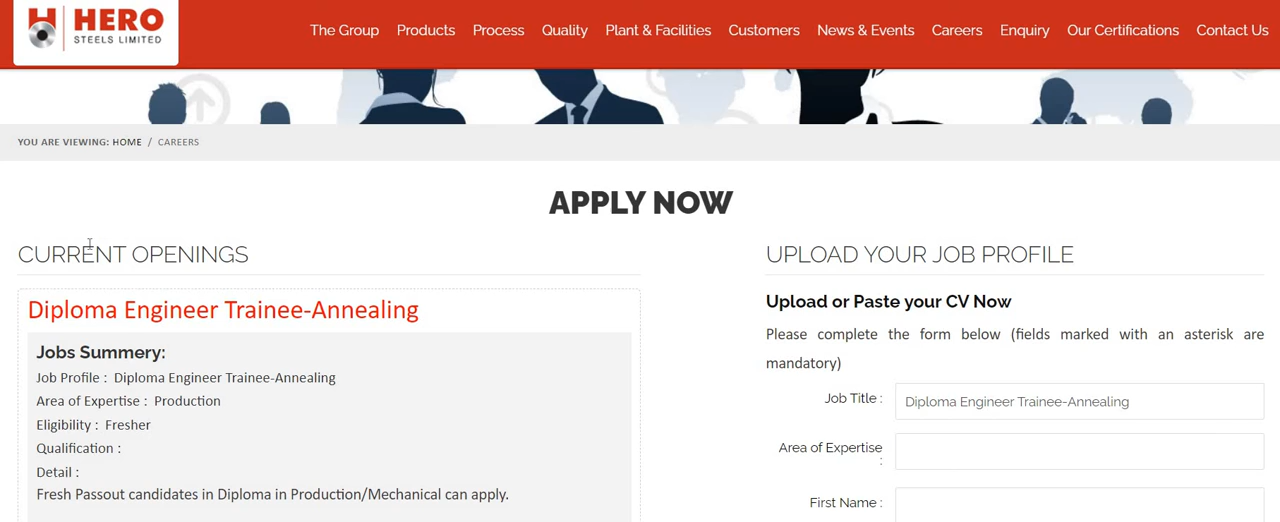 HERO
STEELS LIMITED
The Group Products Process Quality Plant & Facilities Customers News & Events Careers Enquiry Our Certifications Contact Us
YOU ARE VIEWING: HOME / CAREERS
APPLY NOW
CURRENT OPENINGS
Diploma Engineer Trainee-Annealing
Jobs Summery:
Job Profile : Diploma Engineer Trainee-Annealing
Area of Expertise : Production
Eligibility : Fresher
Qualification :
Detail :
Fresh Passout candidates in Diploma in Production/Mechanical can apply.
UPLOAD YOUR JOB PROFILE
Upload or Paste your CV Now
Please complete the form below (fields marked with an asterisk are
mandatory)
Job Title : Diploma Engineer Trainee-Annealing
Area of Expertise
:
First Name :